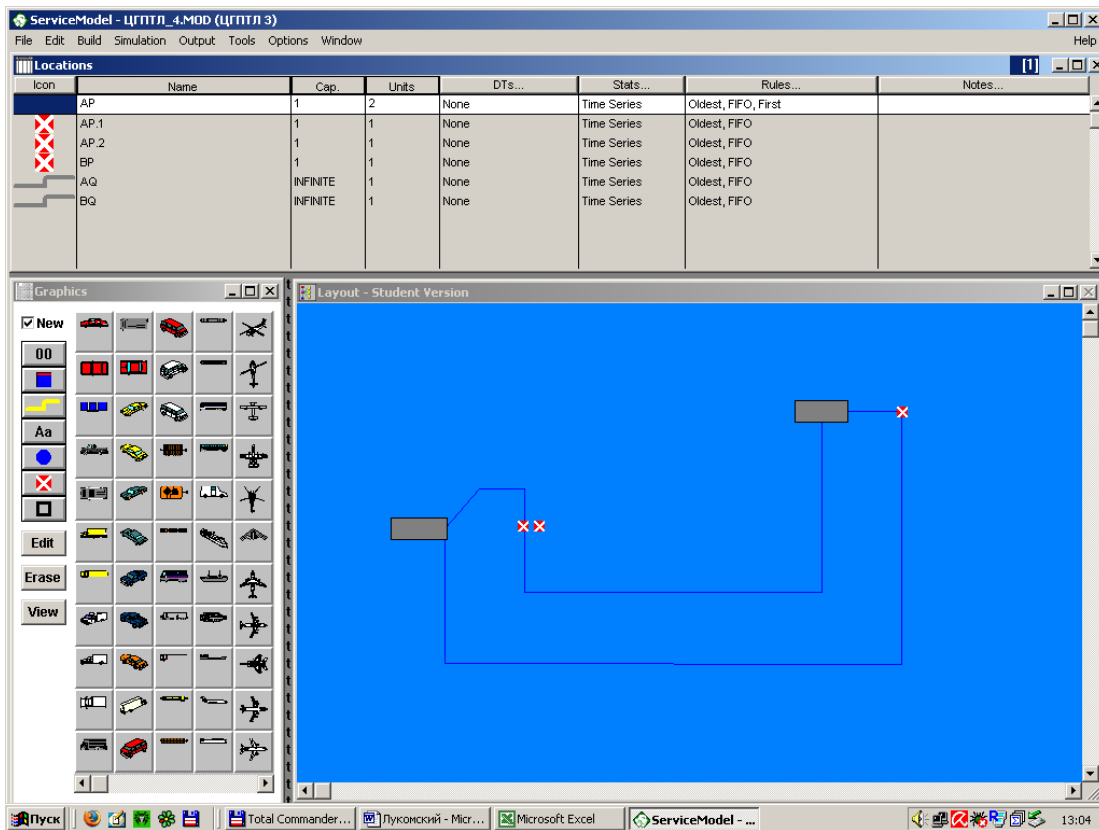 ServiceModel - ЦГПТЛ_4.MOD (ЦГПТЛ 3)
File Edit Build Simulation Output Tools Options Window Help
Locations [1]
Icon Name Cap. Units DTs... Stats... Rules... Notes...
AP 1 2 None Time Series Oldest, FIFO, First
AP.1 1 1 None Time Series Oldest, FIFO
AP.2 1 1 None Time Series Oldest, FIFO
BP 1 1 None Time Series Oldest, FIFO
AQ INFINITE 1 None Time Series Oldest, FIFO
BQ INFINITE 1 None Time Series Oldest, FIFO
Graphics
New
00
Aa
Edit
Erase
View
Layout - Student Version
Пуск Total Commander... Лукомский - Micr... Microsoft Excel ServiceModel - ... 13:04